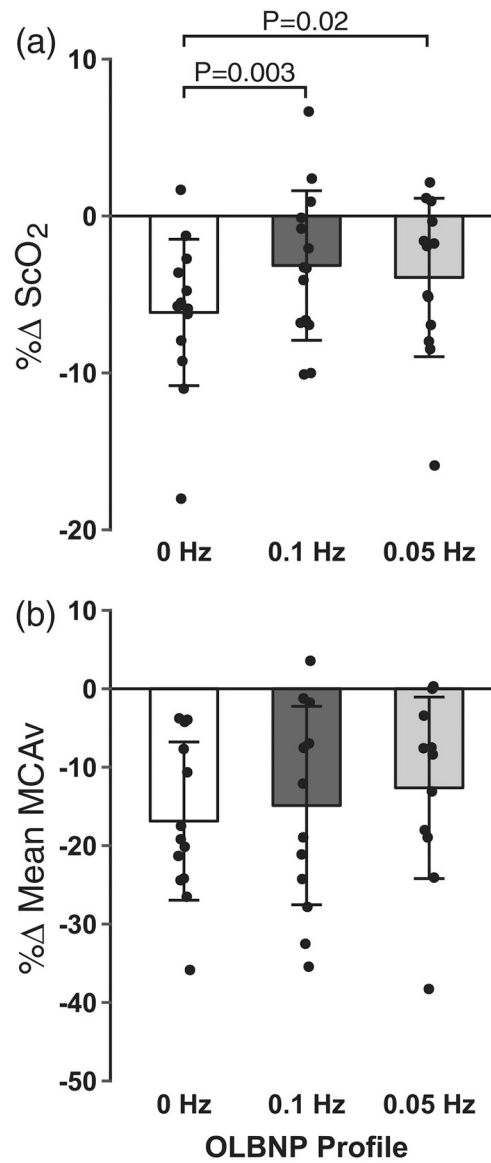 (a)
P=0.02
P=0.003
10
0
-10
-20
%Δ ScO2
0 Hz 0.1 Hz 0.05 Hz
(b)
10
0
-10
-20
-30
-40
-50
%Δ Mean MCAv
0 Hz 0.1 Hz 0.05 Hz
OLBNP Profile